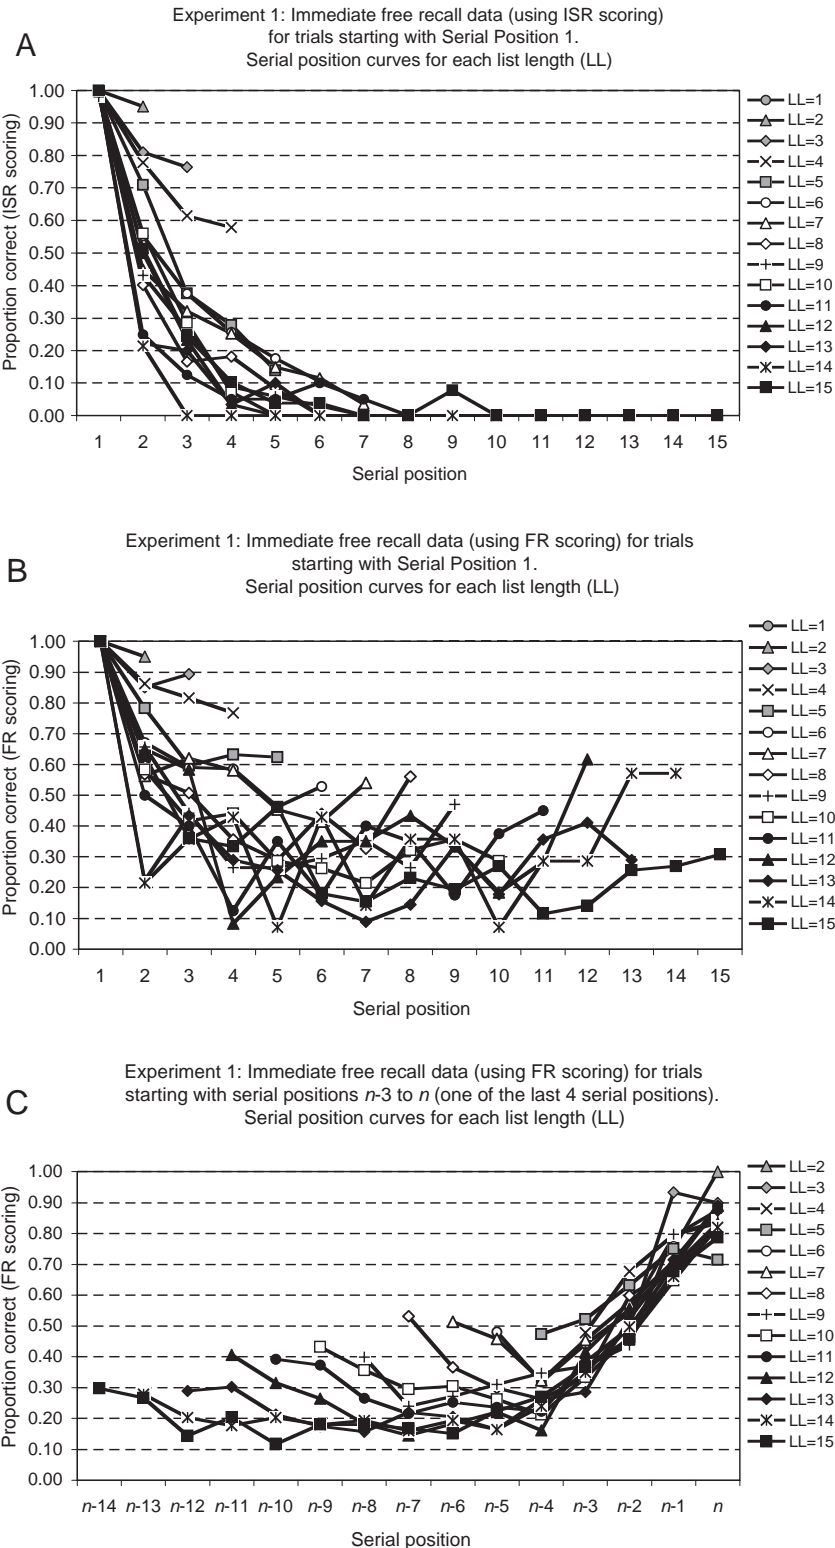 A
Experiment 1: Immediate free recall data (using ISR scoring)
for trials starting with Serial Position 1.
Serial position curves for each list length (LL)
Proportion correct (ISR scoring)
1.00
0.90
0.80
0.70
0.60
0.50
0.40
0.30
0.20
0.10
0.00
1 2 3 4 5 6 7 8 9 10 11 12 13 14 15
Serial position
LL=1
LL=2
LL=3
LL=4
LL=5
LL=6
LL=7
LL=8
LL=9
LL=10
LL=11
LL=12
LL=13
LL=14
LL=15
B
Experiment 1: Immediate free recall data (using FR scoring) for trials
starting with Serial Position 1.
Serial position curves for each list length (LL)
Proportion correct (FR scoring)
1.00
0.90
0.80
0.70
0.60
0.50
0.40
0.30
0.20
0.10
0.00
1 2 3 4 5 6 7 8 9 10 11 12 13 14 15
Serial position
LL=1
LL=2
LL=3
LL=4
LL=5
LL=6
LL=7
LL=8
LL=9
LL=10
LL=11
LL=12
LL=13
LL=14
LL=15
C
Experiment 1: Immediate free recall data (using FR scoring) for trials
starting with serial positions n-3 to n (one of the last 4 serial positions).
Serial position curves for each list length (LL)
Proportion correct (FR scoring)
1.00
0.90
0.80
0.70
0.60
0.50
0.40
0.30
0.20
0.10
0.00
n-14 n-13 n-12 n-11 n-10 n-9 n-8 n-7 n-6 n-5 n-4 n-3 n-2 n-1 n
Serial position
LL=2
LL=3
LL=4
LL=5
LL=6
LL=7
LL=8
LL=9
LL=10
LL=11
LL=12
LL=13
LL=14
LL=15